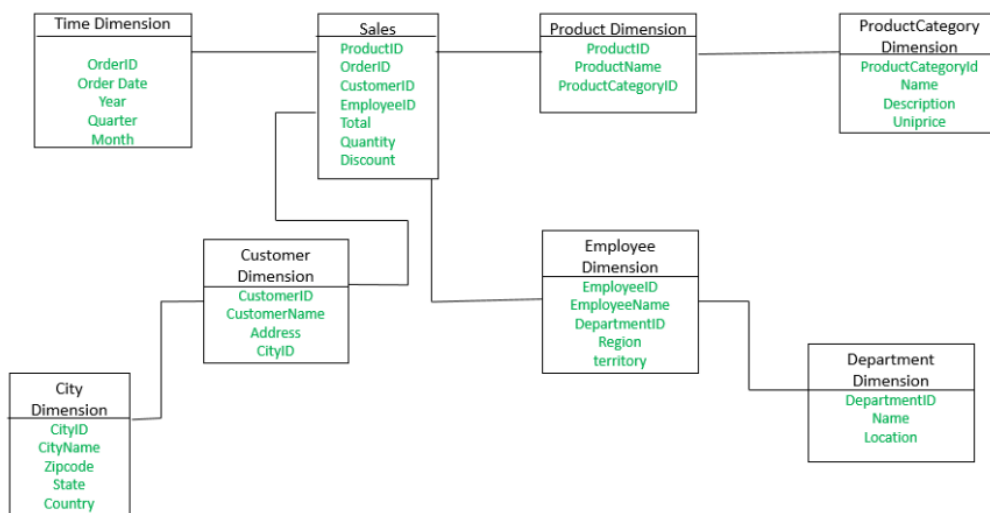 Time Dimension
OrderID
Order Date
Year
Quarter
Month
Sales
ProductID
OrderID
CustomerID
EmployeeID
Total
Quantity
Discount
Product Dimension
ProductID
ProductName
ProductCategoryID
ProductCategory
Dimension
ProductCategoryId
Name
Description
Uniprice
Customer
Dimension
CustomerID
CustomerName
Address
CityID
Employee
Dimension
EmployeeID
EmployeeName
DepartmentID
Region
territory
City
Dimension
CityID
CityName
Zipcode
State
Country
Department
Dimension
DepartmentID
Name
Location